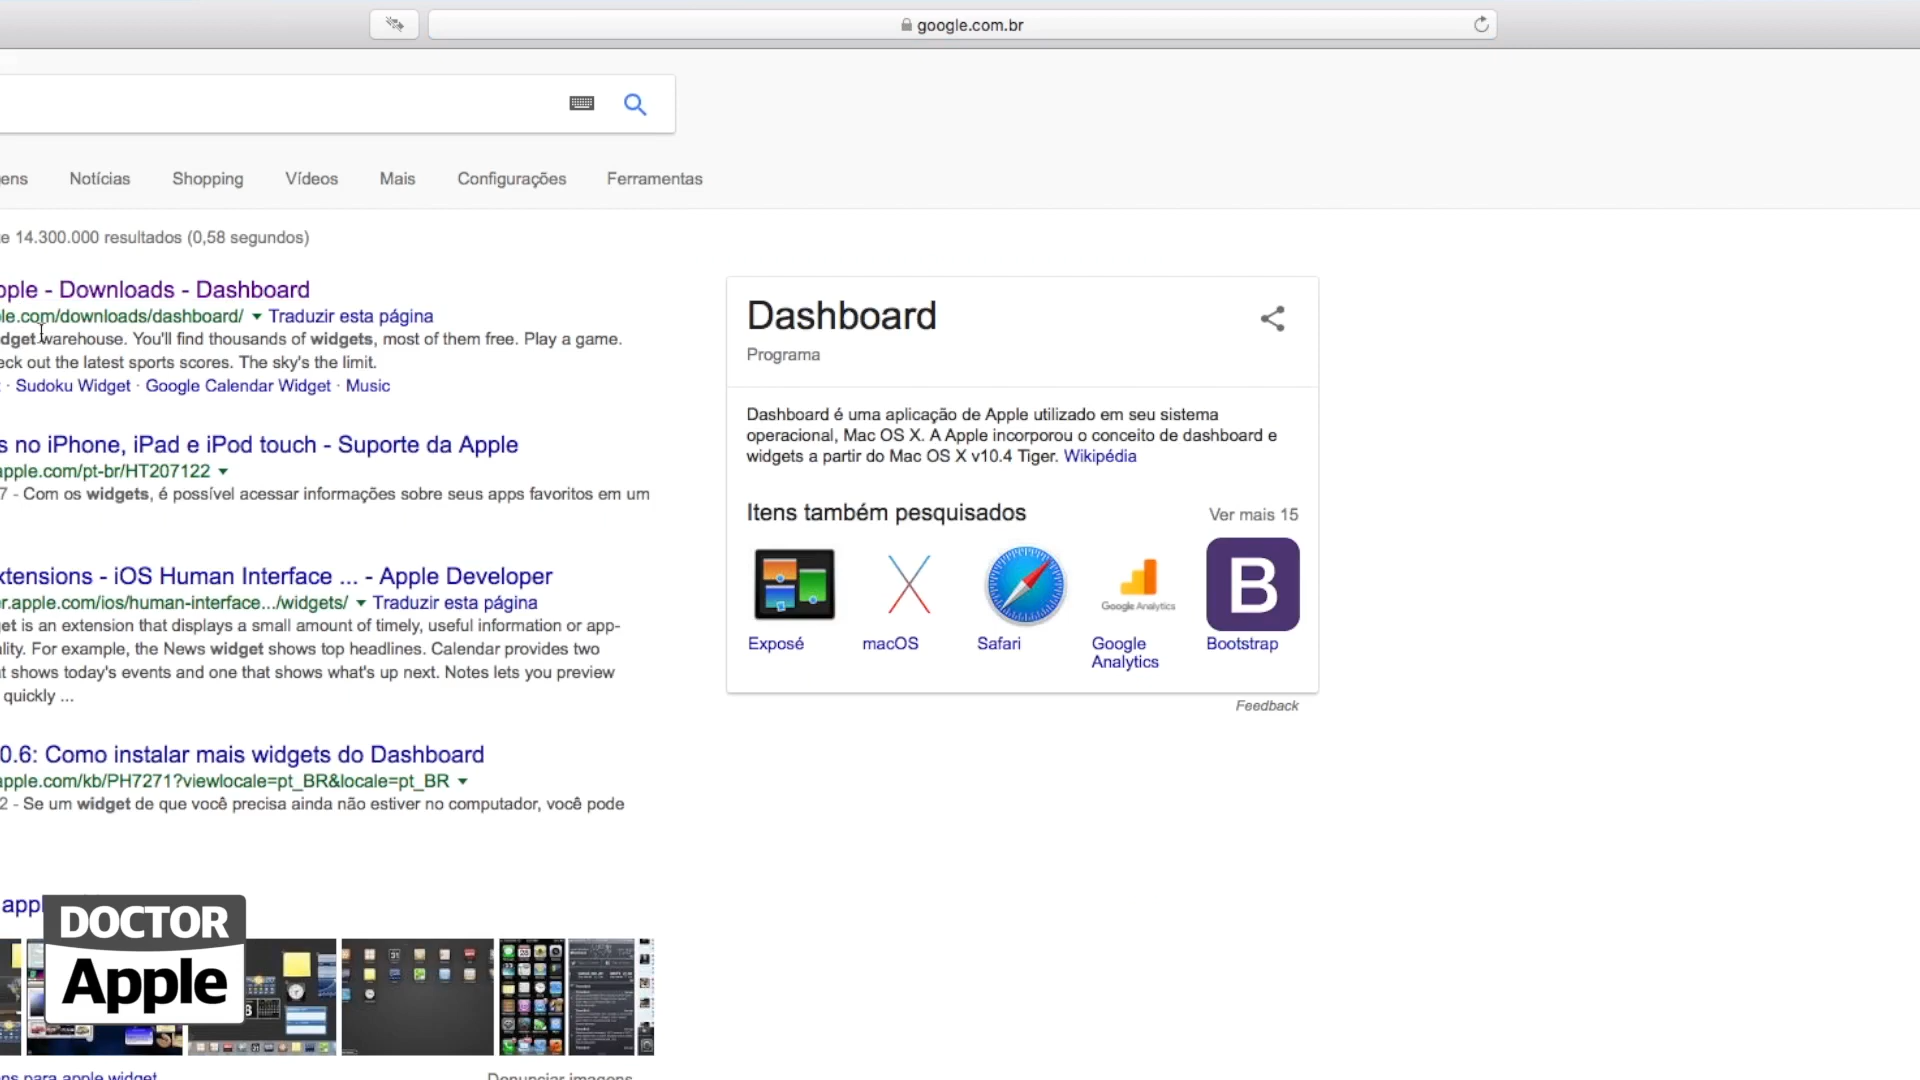 google.com.br
ens
Notícias
Shopping
Vídeos
Mais
Configurações
Ferramentas
e 14.300.000 resultados (0,58 segundos)
ple - Downloads - Dashboard
le.com/downloads/dashboard/ Traduzir esta página
dget warehouse. You'll find thousands of widgets, most of them free. Play a game.
eck out the latest sports scores. The sky's the limit.
· Sudoku Widget · Google Calendar Widget · Music
s no iPhone, iPad e iPod touch - Suporte da Apple
apple.com/pt-br/HT207122
7 - Com os widgets, é possível acessar informações sobre seus apps favoritos em um
xtensions - iOS Human Interface ... - Apple Developer
r.apple.com/ios/human-interface.../widgets/ Traduzir esta página
et is an extension that displays a small amount of timely, useful information or app-
lity. For example, the News widget shows top headlines. Calendar provides two
t shows today's events and one that shows what's up next. Notes lets you preview
quickly ...
0.6: Como instalar mais widgets do Dashboard
apple.com/kb/PH7271?viewlocale=pt_BR&locale=pt_BR
2 - Se um widget de que você precisa ainda não estiver no computador, você pode
app
DOCTOR
Apple
ns para apple widget
Denunciar imagens
Dashboard
Programa
Dashboard é uma aplicação de Apple utilizado em seu sistema
operacional, Mac OS X. A Apple incorporou o conceito de dashboard e
widgets a partir do Mac OS X v10.4 Tiger. Wikipédia
Itens também pesquisados
Ver mais 15
Google Analytics
B
Exposé
macOS
Safari
Google
Analytics
Bootstrap
Feedback